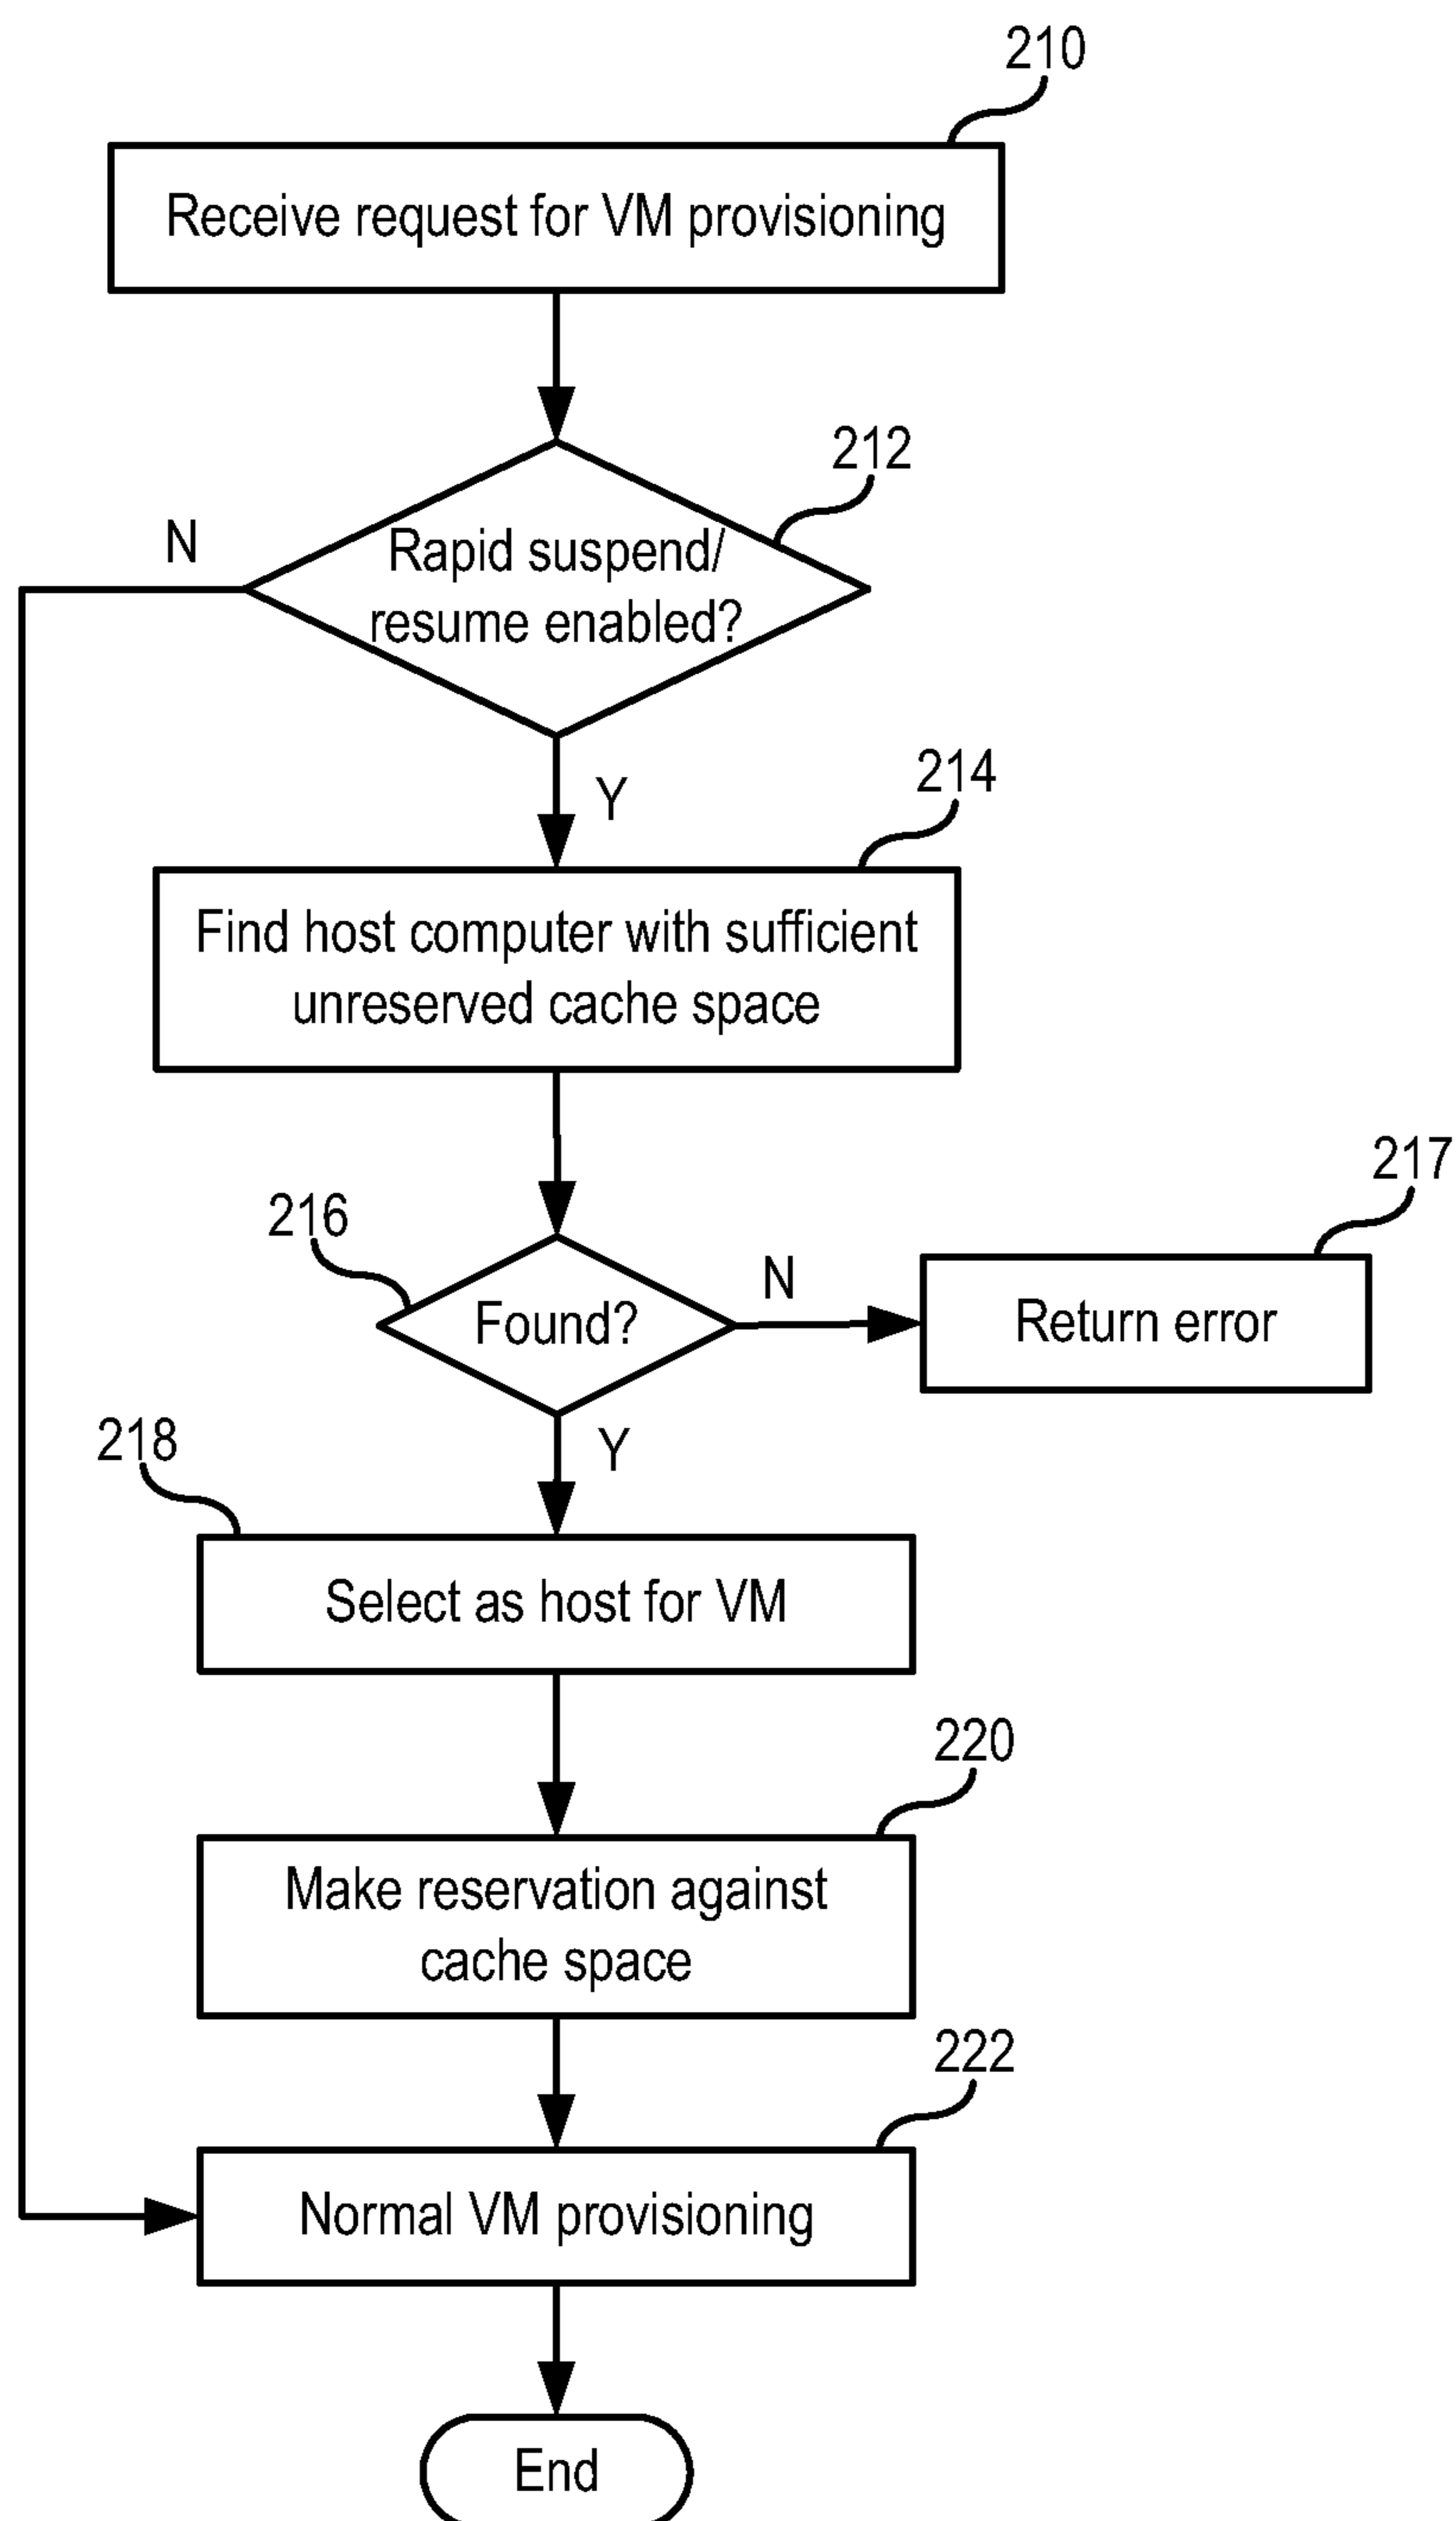 210
Receive request for VM provisioning
212
N
Rapid suspend/
resume enabled?
Y
214
Find host computer with sufficient
unreserved cache space
216
217
Found?
N
Return error
Y
218
Select as host for VM
220
Make reservation against
cache space
222
Normal VM provisioning
End